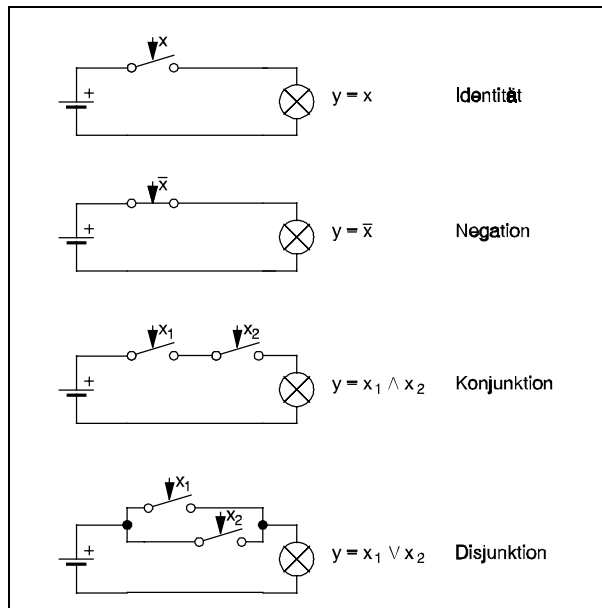 x
+
y = x Identität
x̅
+
y = x̅ Negation
x₁ x₂
+
y = x₁ ∧ x₂ Konjunktion
x₁
x₂
+
y = x₁ ∨ x₂ Disjunktion